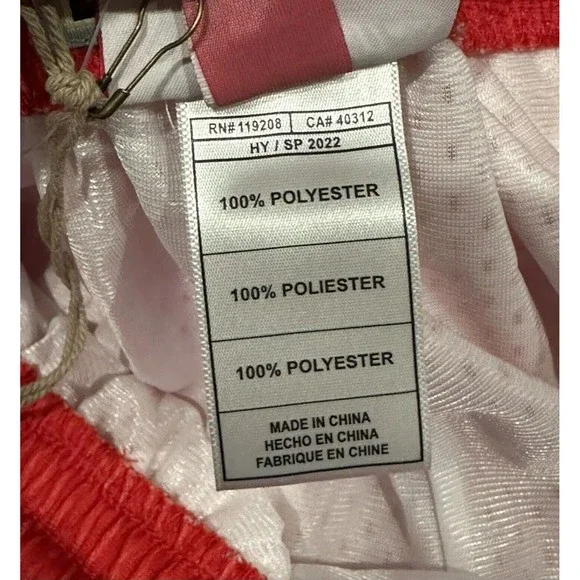 RN# 119208 CA# 40312
HY / SP 2022
100% POLYESTER
100% POLIESTER
100% POLYESTER
MADE IN CHINA
HECHO EN CHINA
FABRIQUE EN CHINE